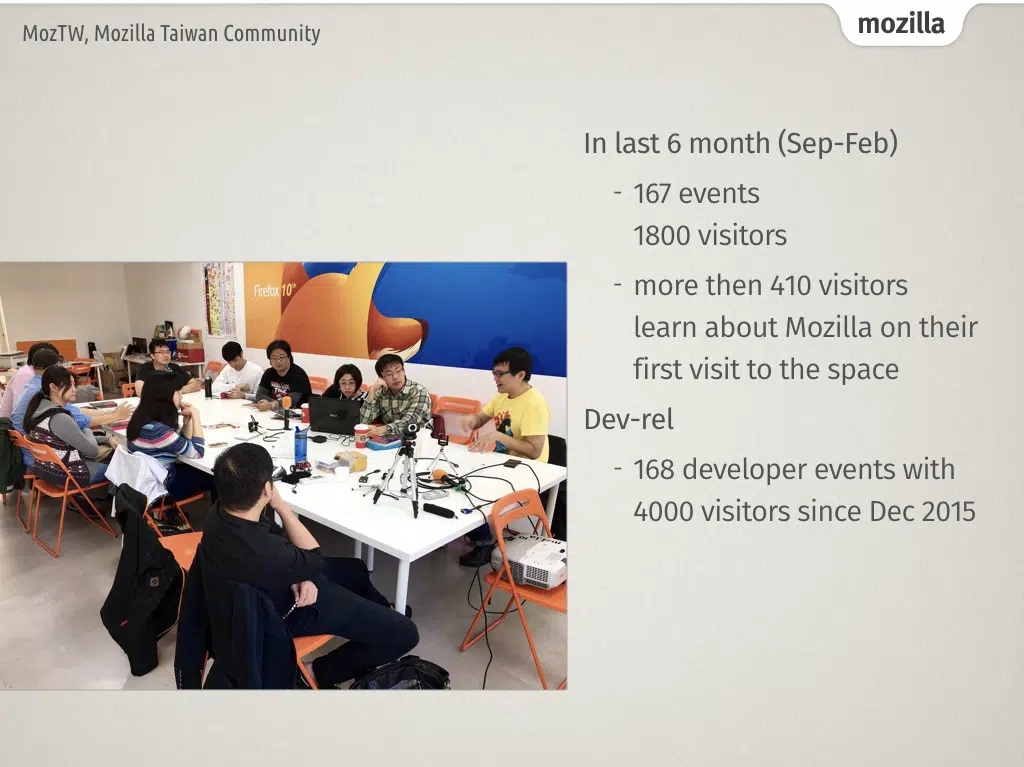 MozTW, Mozilla Taiwan Community
mozilla
In last 6 month (Sep-Feb)
- 167 events
1800 visitors
- more then 410 visitors
learn about Mozilla on their
first visit to the space
Dev-rel
- 168 developer events with
4000 visitors since Dec 2015
Firefox 10th